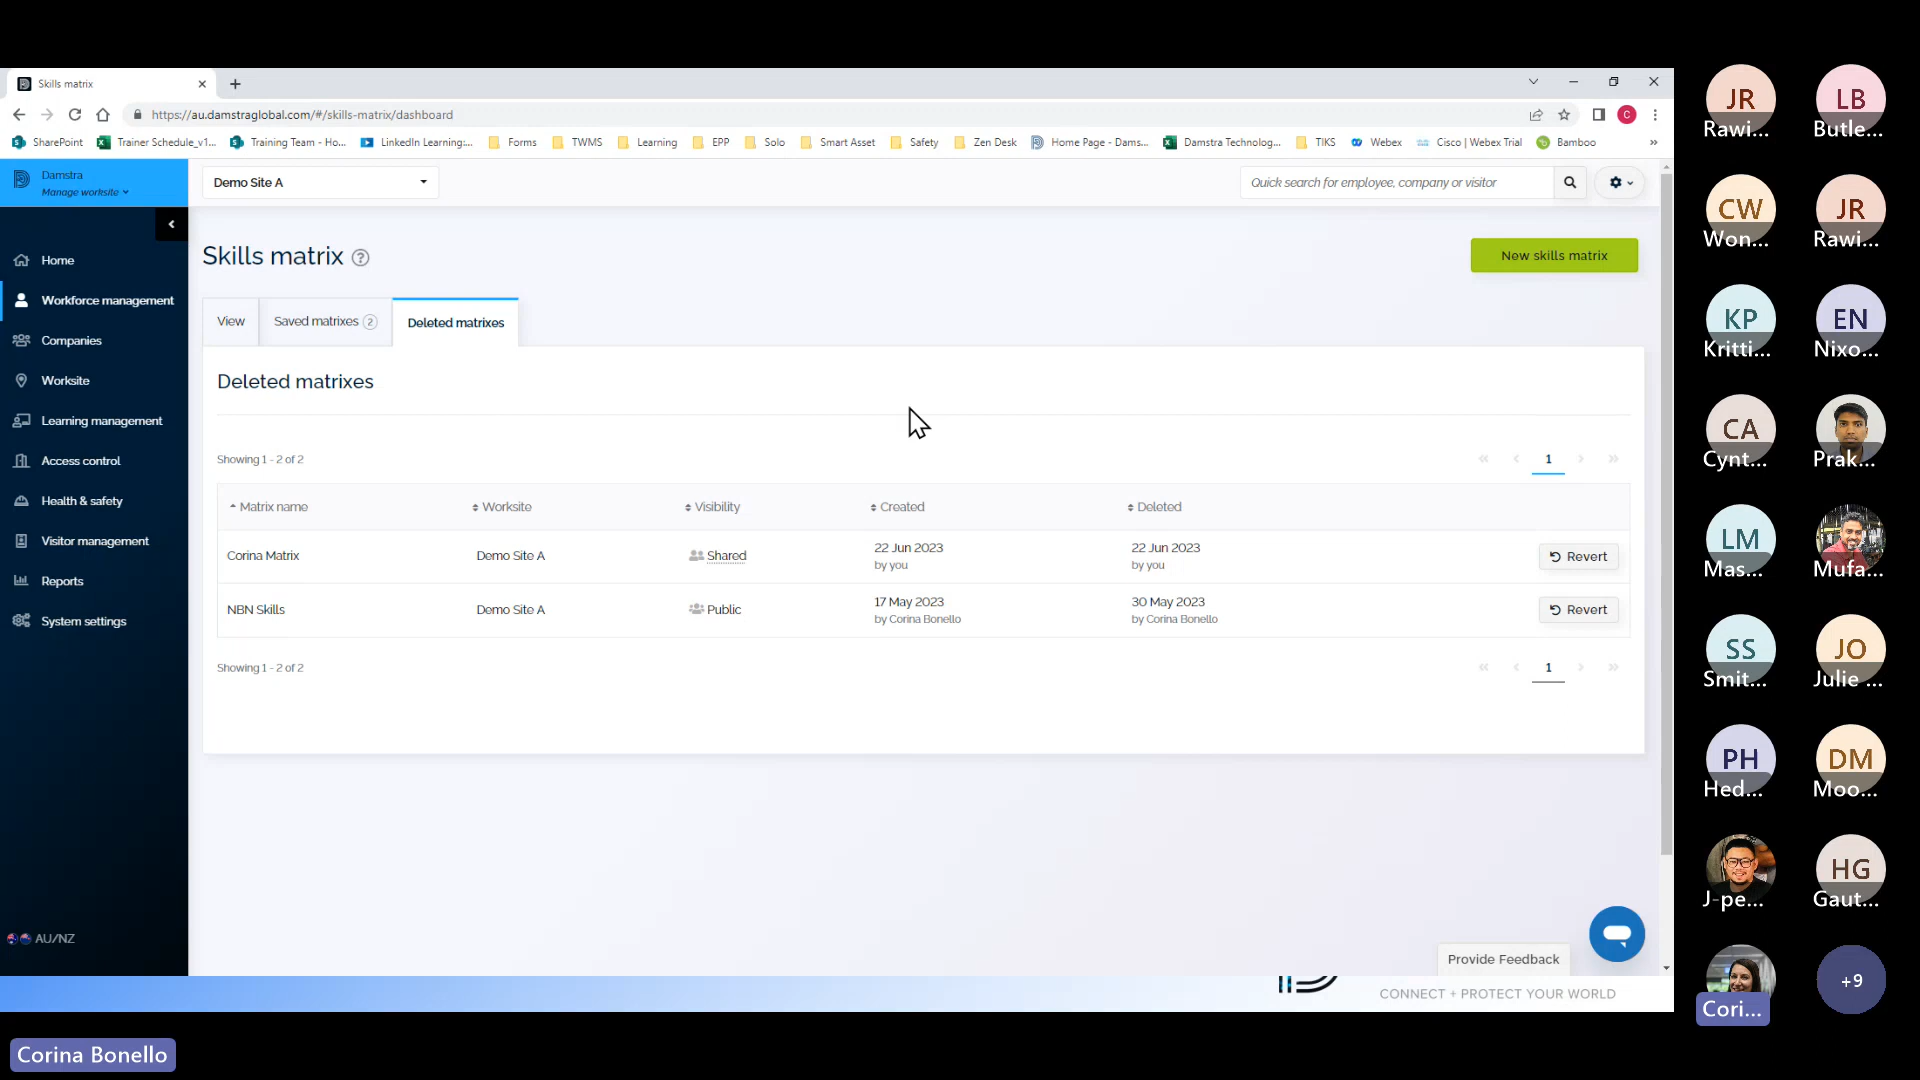 Skills matrix
https://au.damstraglobal.com/#/skills-matrix/dashboard
C
SharePoint
Trainer Schedule_v1...
Training Team - Ho...
LinkedIn Learning:...
Forms
TWMS
Learning
EPP
Solo
Smart Asset
Safety
Zen Desk
Home Page - Dams...
Damstra Technolog...
TIKS
Webex
Cisco | Webex Trial
Bamboo
»
Damstra
Manage worksite
Demo Site A
Quick search for employee, company or visitor
Home
Workforce management
Companies
Worksite
Learning management
Access control
Health & safety
Visitor management
Reports
System settings
AU/NZ
Skills matrix ?
New skills matrix
View
Saved matrixes 2
Deleted matrixes
Deleted matrixes
Showing 1 - 2 of 2
« ‹ 1 › »
Matrix name Worksite Visibility Created Deleted
Corina Matrix Demo Site A Shared 22 Jun 2023 22 Jun 2023 Revert
by you by you
NBN Skills Demo Site A Public 17 May 2023 30 May 2023 Revert
by Corina Bonello by Corina Bonello
Showing 1 - 2 of 2
« ‹ 1 › »
Provide Feedback
CONNECT + PROTECT YOUR WORLD
Corina Bonello
JR
Rawi...
LB
Butle...
CW
Won...
JR
Rawi...
KP
Kritti...
EN
Nixo...
CA
Cynt...
Prak...
LM
Mas...
Mufa...
SS
Smit...
JO
Julie ...
PH
Hed...
DM
Moo...
J-pe...
HG
Gaut...
Cori...
+9